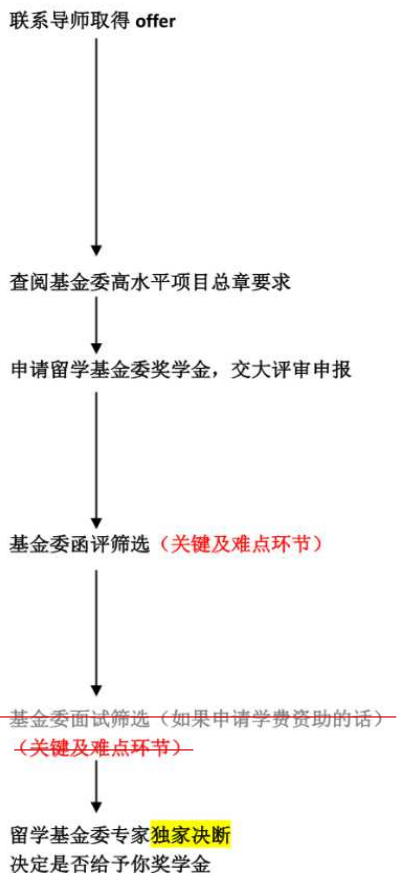 联系导师取得 offer
查阅基金委高水平项目总章要求
申请留学基金委奖学金，交大评审申报
基金委函评筛选（关键及难点环节）
基金委面试筛选（如果申请学费资助的话）
（关键及难点环节）
留学基金委专家独家决断
决定是否给予你奖学金